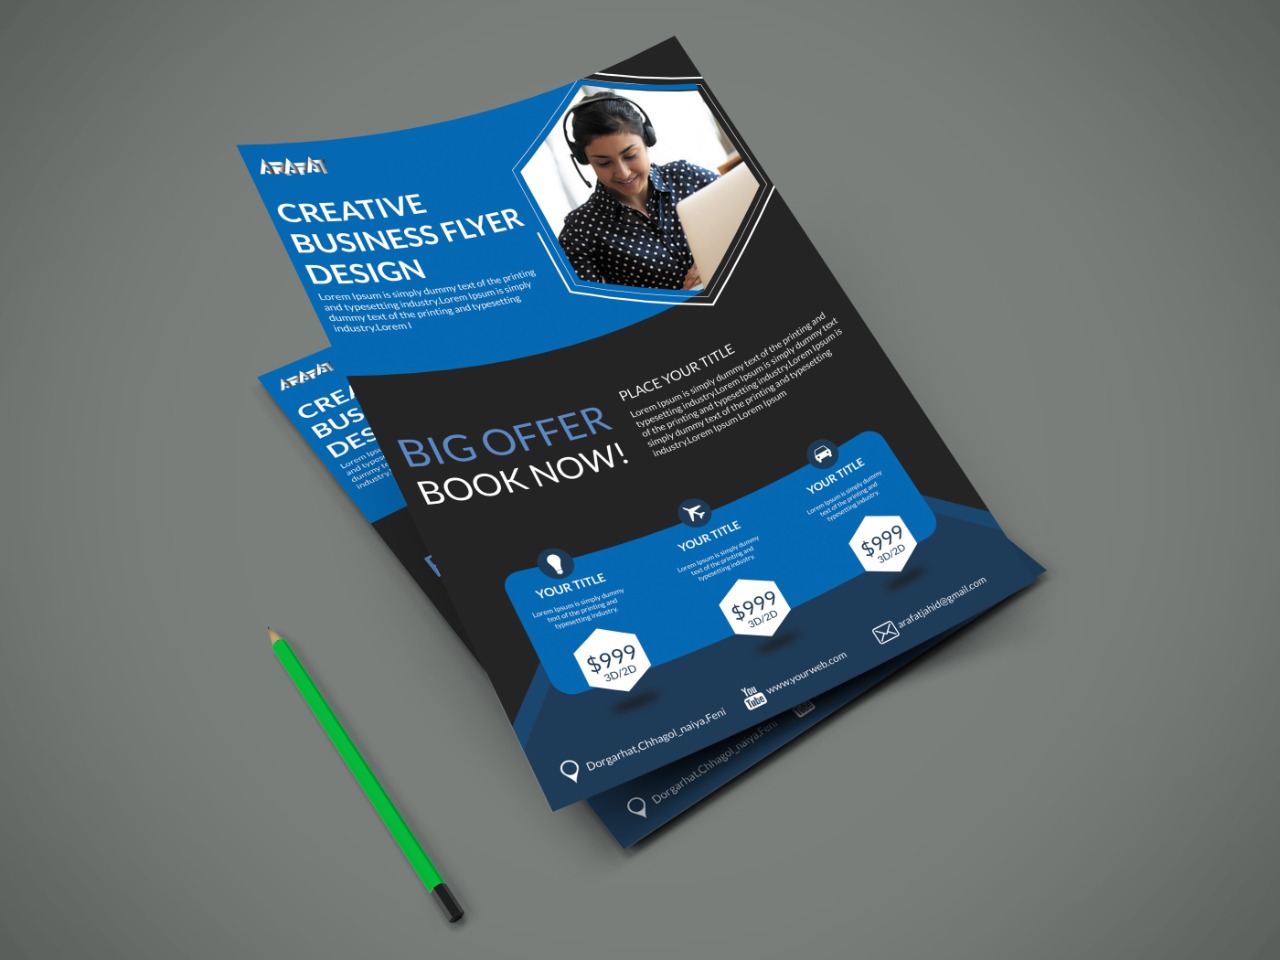 ARAFAT
CREATIVE
BUSINESS FLYER
DESIGN
Lorem Ipsum is simply dummy text of the printing
and typesetting industry.Lorem Ipsum is simply
dummy text of the printing and typesetting
industry.Lorem I
PLACE YOUR TITLE
Lorem Ipsum is simply dummy text of the printing and
typesetting industry.Lorem Ipsum is simply dummy text
of the printing and typesetting industry.Lorem Ipsum is
simply dummy text of the printing and typesetting
industry.Lorem Ipsum Lorem Ipsum
BIG OFFER
BOOK NOW!
YOUR TITLE
Lorem Ipsum is simply dummy
text of the printing and
typesetting industry.
$999
3D/2D
YOUR TITLE
Lorem Ipsum is simply dummy
text of the printing and
typesetting industry.
$999
3D/2D
YOUR TITLE
Lorem Ipsum is simply dummy
text of the printing and
typesetting industry.
$999
3D/2D
Dorgarhat,Chhagol_naiya,Feni
You
Tube
www.yourweb.com
arafatjahid@gmail.com
ARAFAT
CREA
BUS
DES
Lorem Ips
and types
dummy te
industry.
Dorgarhat,Chhagol_naiya,Feni